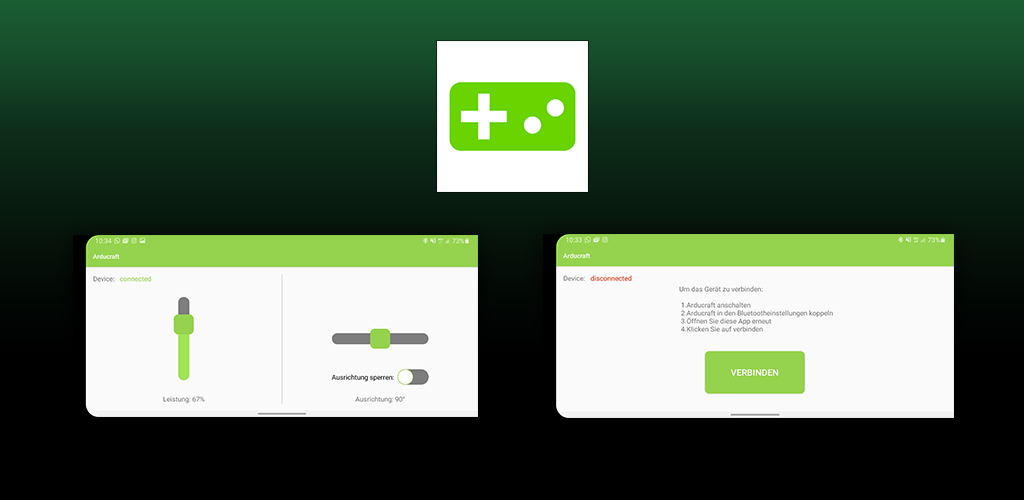 10:34
72%
Arducraft
Device: connected
Ausrichtung sperren:
Leistung: 67%
Ausrichtung: 90°
10:33
73%
Arducraft
Device: disconnected
Um das Gerät zu verbinden:
1.Arducraft anschalten
2.Arducraft in den Bluetootheinstellungen koppeln
3.Öffnen Sie diese App erneut
4.Klicken Sie auf verbinden
VERBINDEN